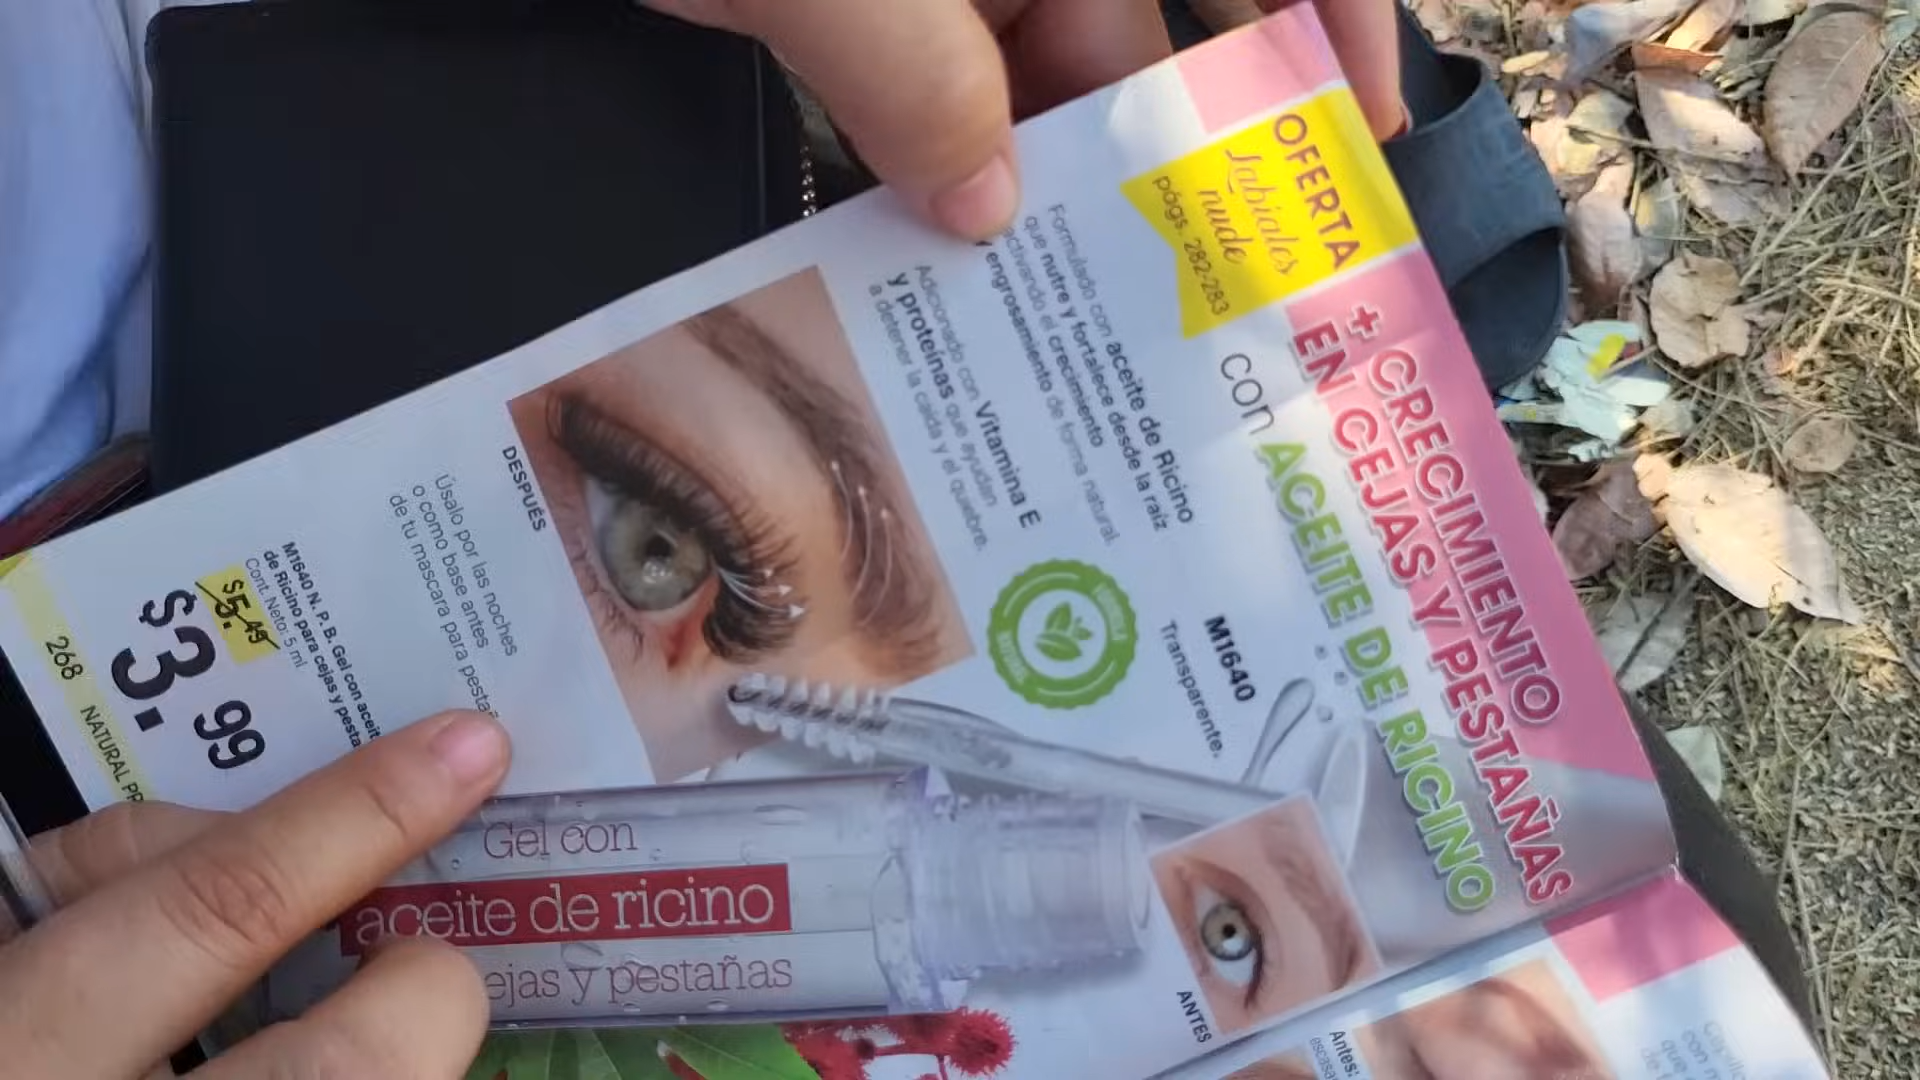 OFERTA
Labiales
nude
págs. 282-283
+ CRECIMIENTO
EN CEJAS Y PESTAÑAS
con ACEITE DE RICINO
Formulado con aceite de Ricino
que nutre y fortalece desde la raíz
activando el crecimiento
y engrosamiento de forma natural.
Adicionado con Vitamina E
y proteínas que ayudan
a detener la caída y el quiebre.
M1640
Transparente.
DESPUÉS
Úsalo por las noches
o como base antes
de tu mascara para
M1640 N. P. B. Gel con
de Ricino para cejas y
Cont. Neto: 5 ml
$5.49
$3.99
268 NATURAL
Gel con
aceite de ricino
y pestañas
ANTES
Antes: